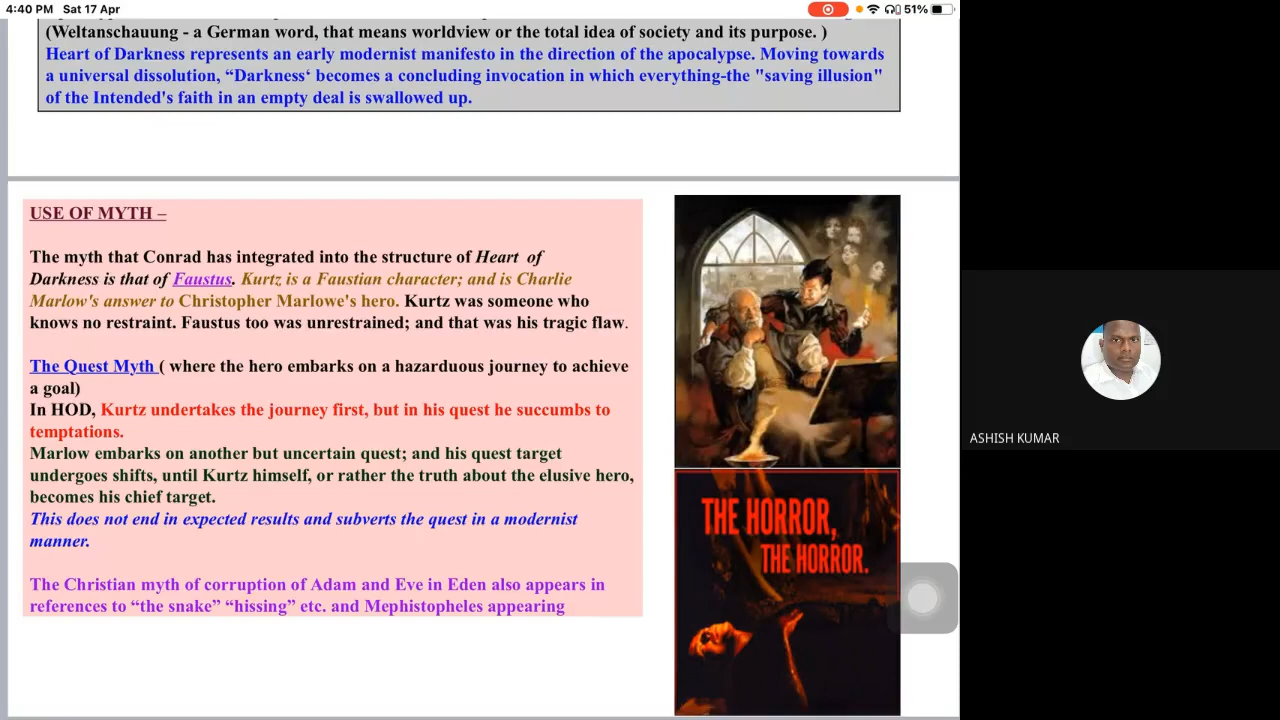 4:40 PM Sat 17 Apr
51%
(Weltanschauung - a German word, that means worldview or the total idea of society and its purpose. )
Heart of Darkness represents an early modernist manifesto in the direction of the apocalypse. Moving towards
a universal dissolution, “Darkness‘ becomes a concluding invocation in which everything-the "saving illusion"
of the Intended's faith in an empty deal is swallowed up.
USE OF MYTH –
The myth that Conrad has integrated into the structure of Heart of
Darkness is that of Faustus. Kurtz is a Faustian character; and is Charlie
Marlow's answer to Christopher Marlowe's hero. Kurtz was someone who
knows no restraint. Faustus too was unrestrained; and that was his tragic flaw.
The Quest Myth ( where the hero embarks on a hazarduous journey to achieve
a goal)
In HOD, Kurtz undertakes the journey first, but in his quest he succumbs to
temptations.
Marlow embarks on another but uncertain quest; and his quest target
undergoes shifts, until Kurtz himself, or rather the truth about the elusive hero,
becomes his chief target.
This does not end in expected results and subverts the quest in a modernist
manner.
The Christian myth of corruption of Adam and Eve in Eden also appears in
references to “the snake” “hissing” etc. and Mephistopheles appearing
THE HORROR,
THE HORROR.
ASHISH KUMAR